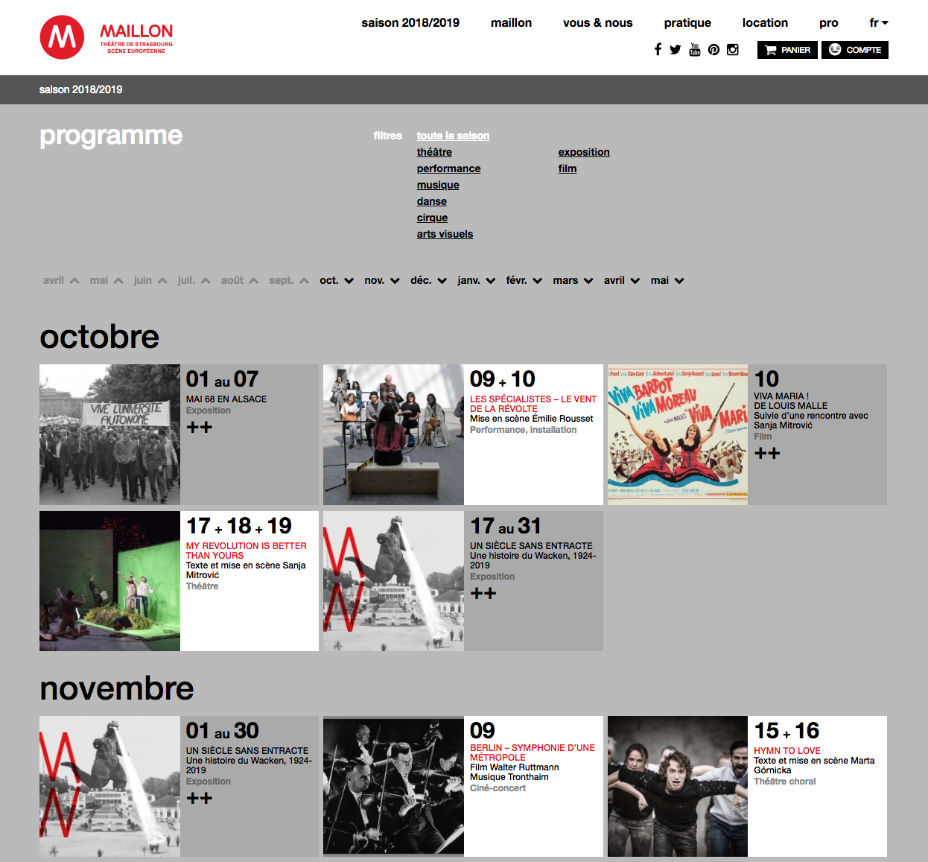 MAILLON
THÉÂTRE DE STRASBOURG
SCÈNE EUROPÉENNE
saison 2018/2019 maillon vous & nous pratique location pro fr
PANIER COMPTE
saison 2018/2019
programme
filtres toute la saison
théâtre exposition
performance film
musique
danse
cirque
arts visuels
avril mai juin juil. août sept. oct. nov. déc. janv. févr. mars avril mai
octobre
VIVE L'UNIVERSITE
AUTONOME
01 au 07
MAI 68 EN ALSACE
Exposition
++
09 + 10
LES SPÉCIALISTES – LE VENT
DE LA RÉVOLTE
Mise en scène Émilie Rousset
Performance, Installation
VIVA BARDOT
VIVA MOREAU
VIVA MARI
10
VIVA MARIA !
DE LOUIS MALLE
Suivie d'une rencontre avec
Sanja Mitrović
Film
++
17 + 18 + 19
MY REVOLUTION IS BETTER
THAN YOURS
Texte et mise en scène Sanja
Mitrović
Théâtre
17 au 31
UN SIÈCLE SANS ENTRACTE
Une histoire du Wacken, 1924-
2019
Exposition
++
novembre
01 au 30
UN SIÈCLE SANS ENTRACTE
Une histoire du Wacken, 1924-
2019
Exposition
++
09
BERLIN – SYMPHONIE D'UNE
MÉTROPOLE
Film Walter Ruttmann
Musique Tronthaim
Ciné-concert
15 + 16
HYMN TO LOVE
Texte et mise en scène Marta
Górnicka
Théâtre choral